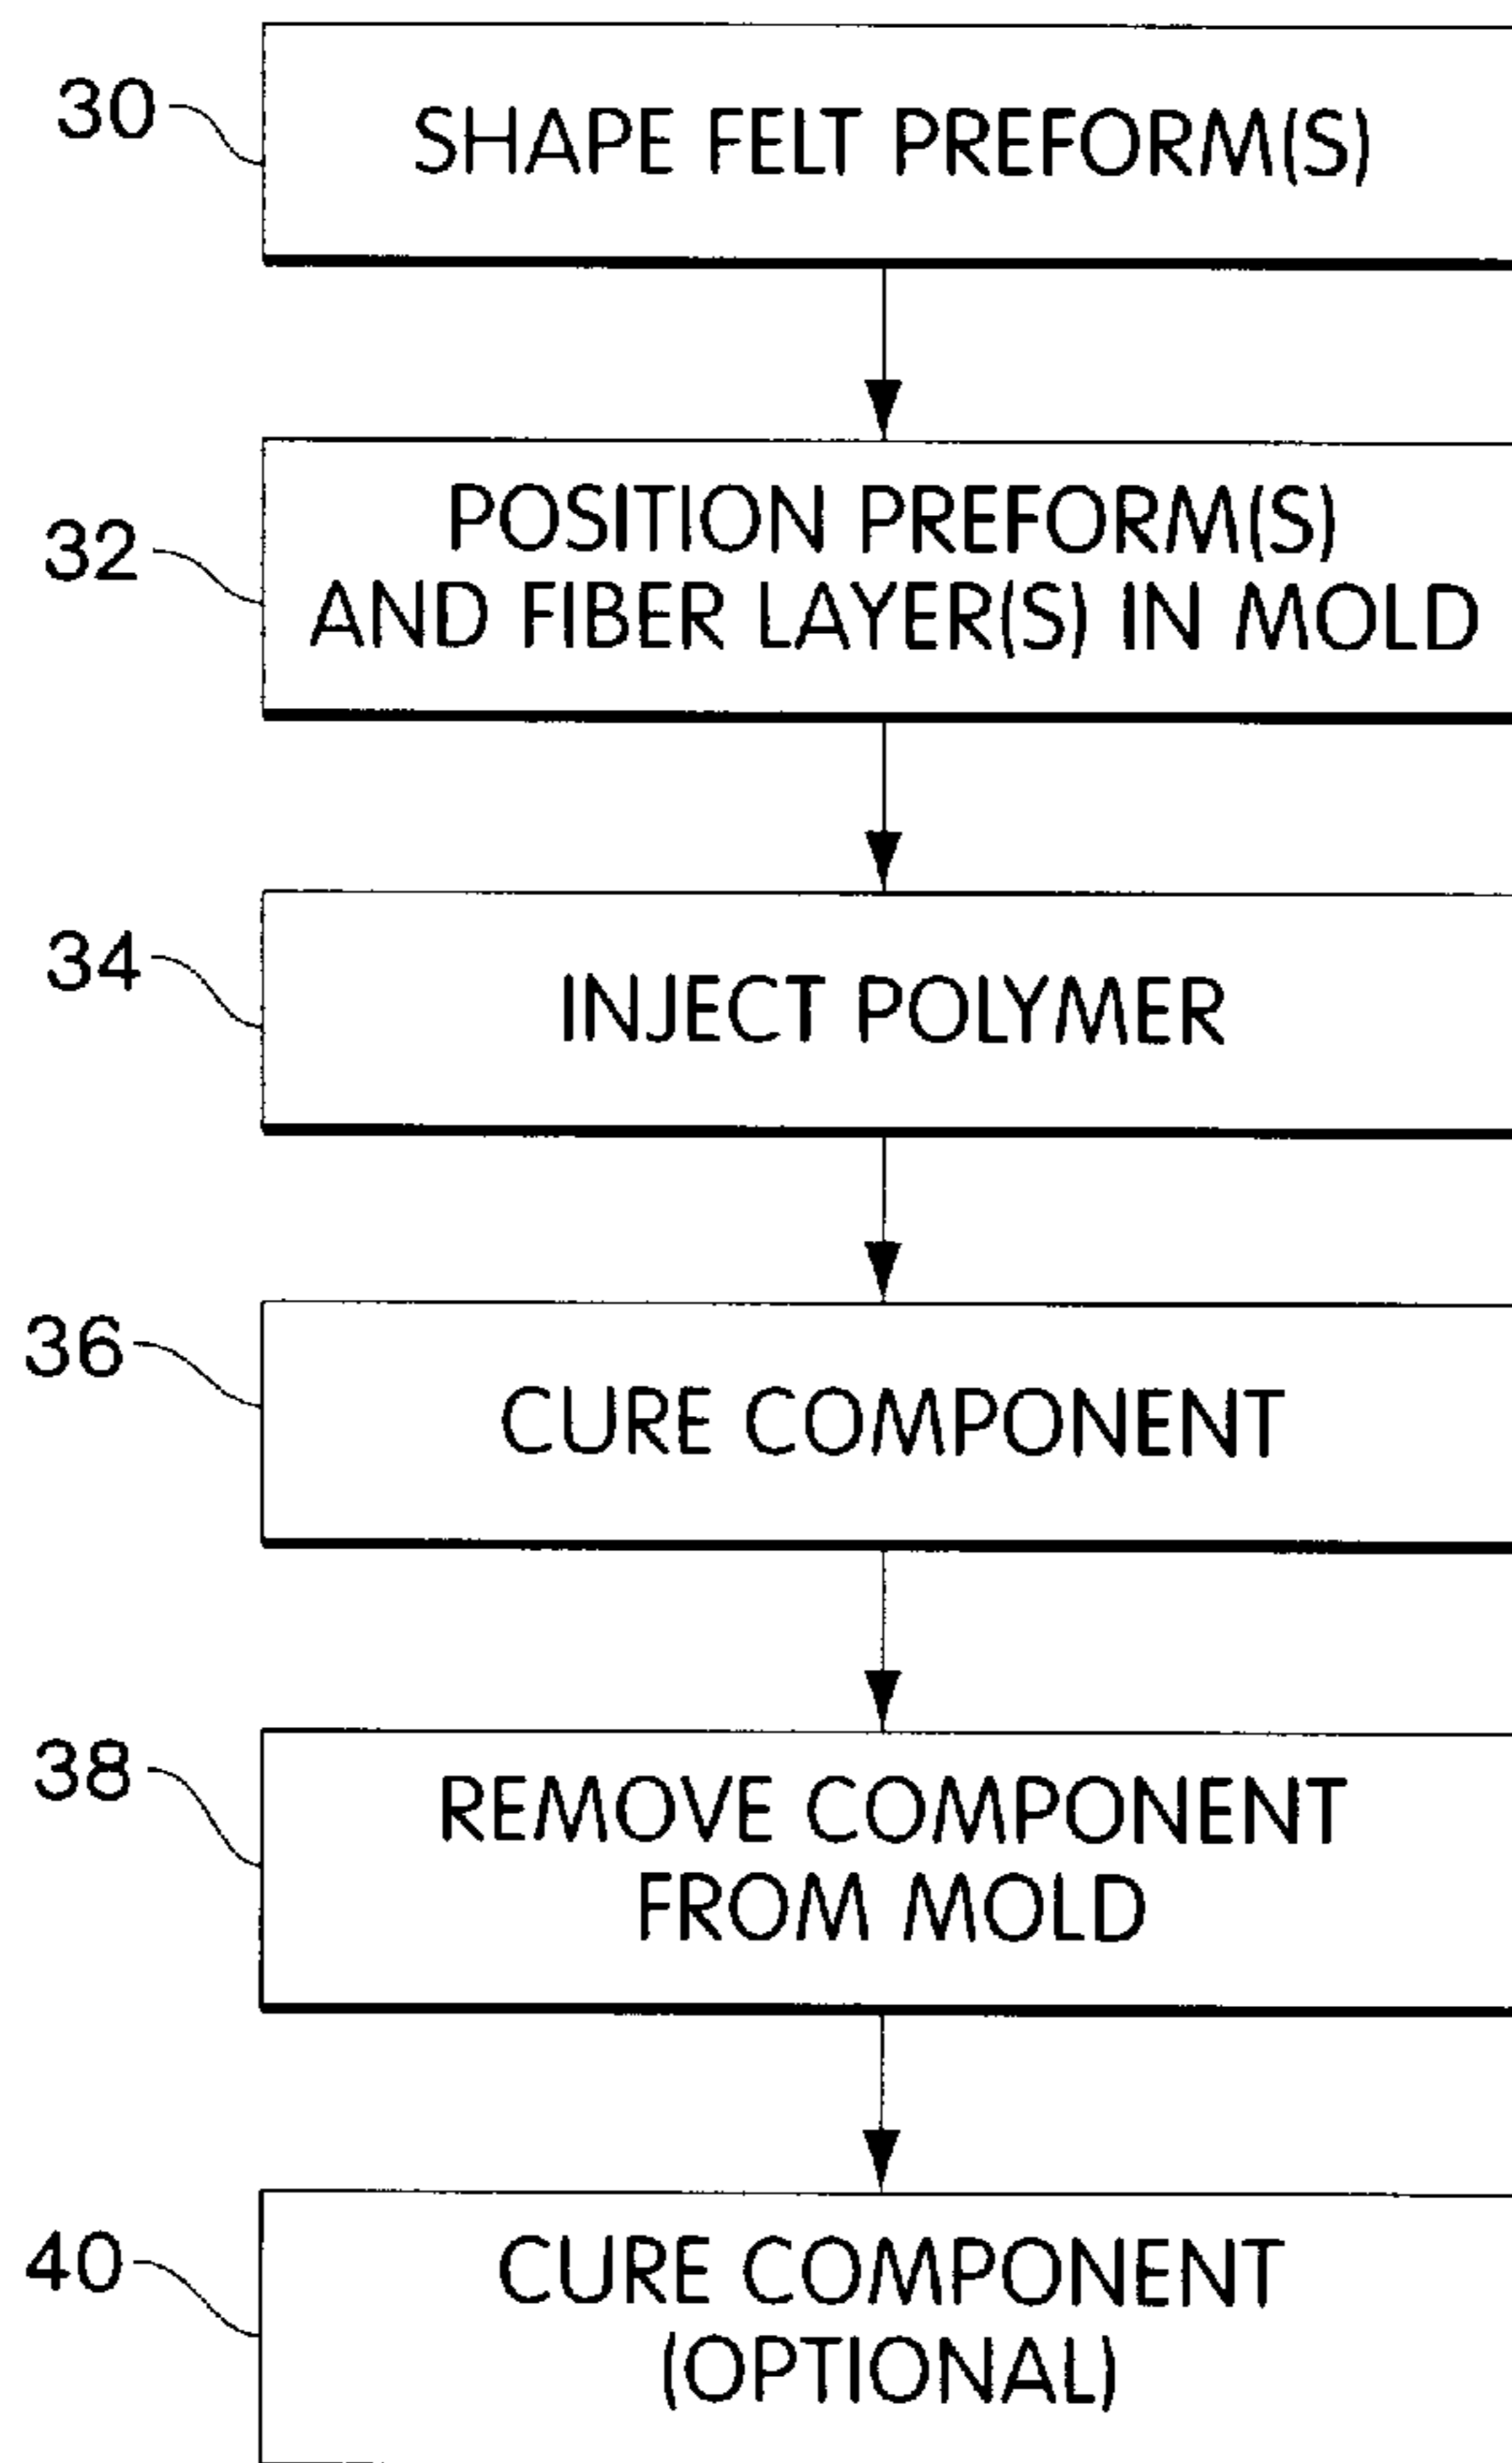 30
SHAPE FELT PREFORM(S)
32
POSITION PREFORM(S)
AND FIBER LAYER(S) IN MOLD
34
INJECT POLYMER
36
CURE COMPONENT
38
REMOVE COMPONENT
FROM MOLD
40
CURE COMPONENT
(OPTIONAL)